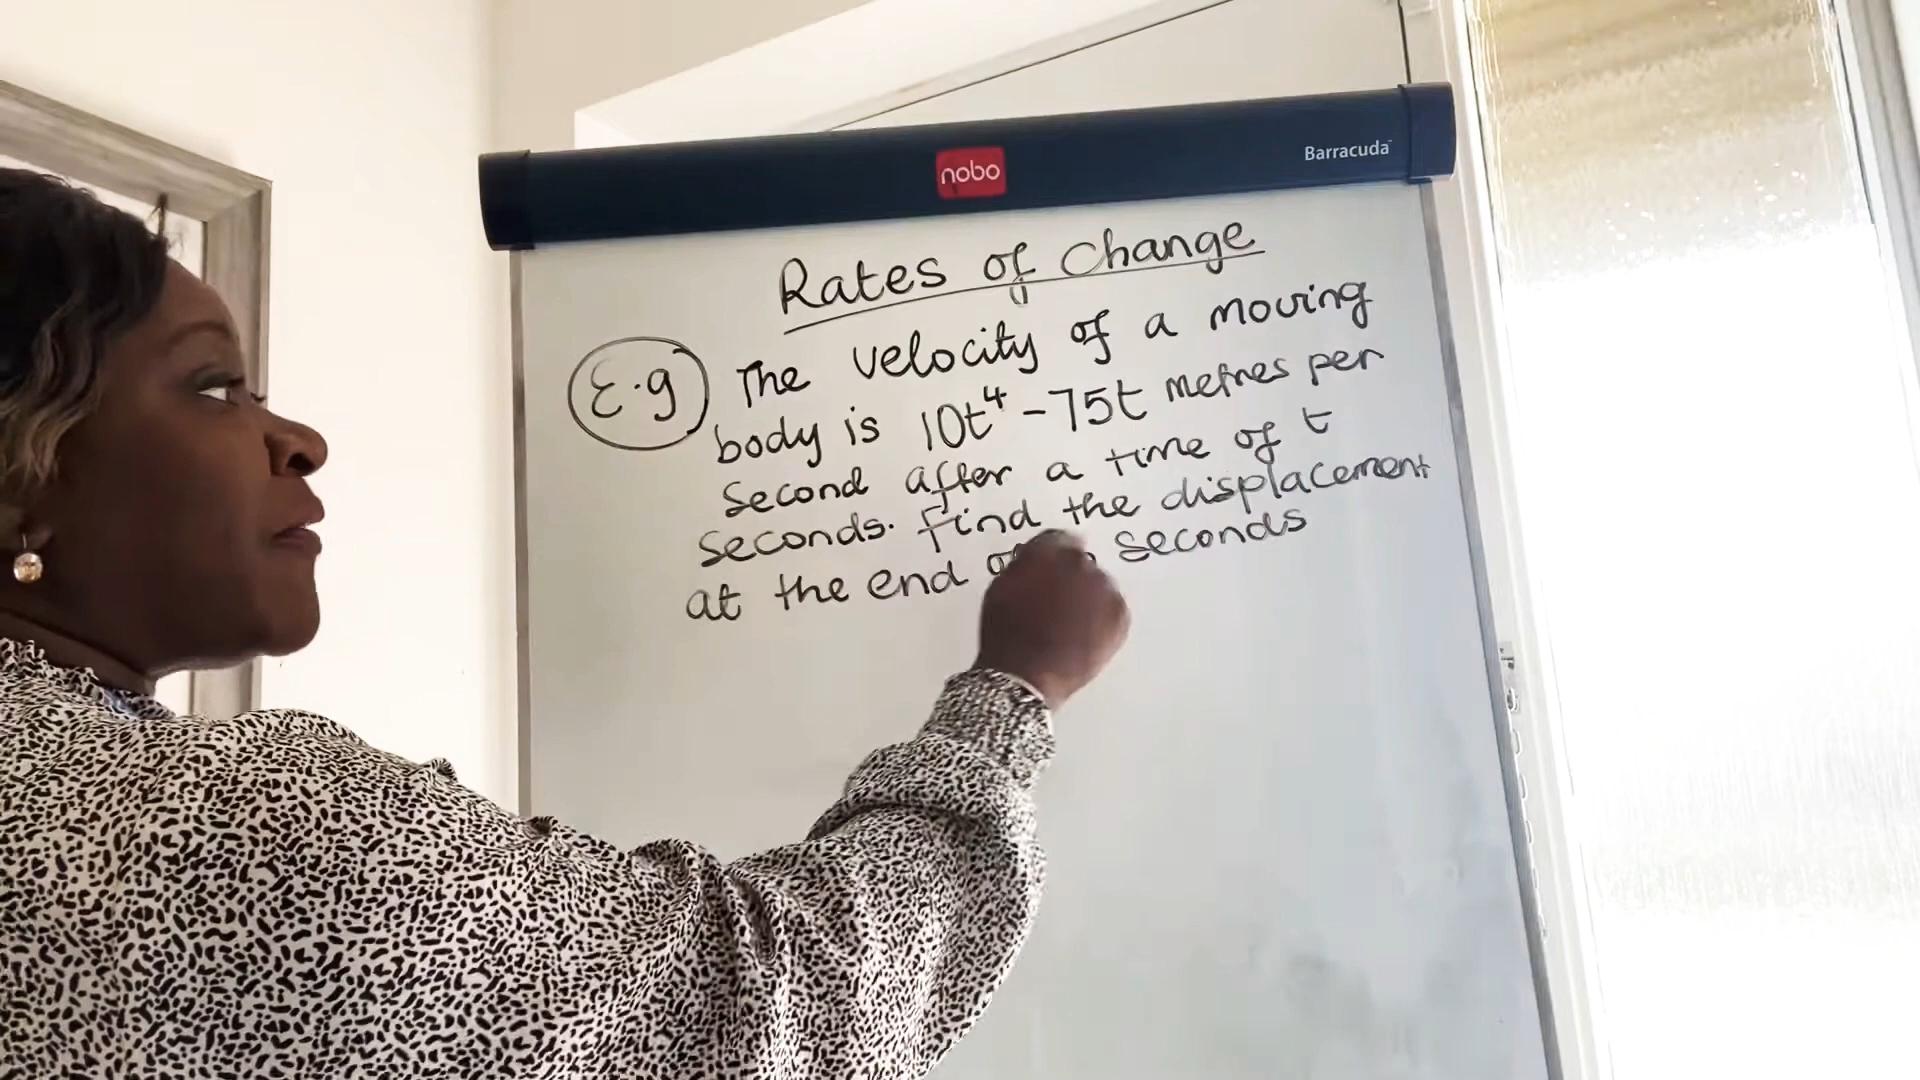 nobo
Barracuda
Rates of Change
E.g The velocity of a moving
body is 10t⁴ - 75t metres per
second after a time of t
seconds. find the displacement
at the end seconds